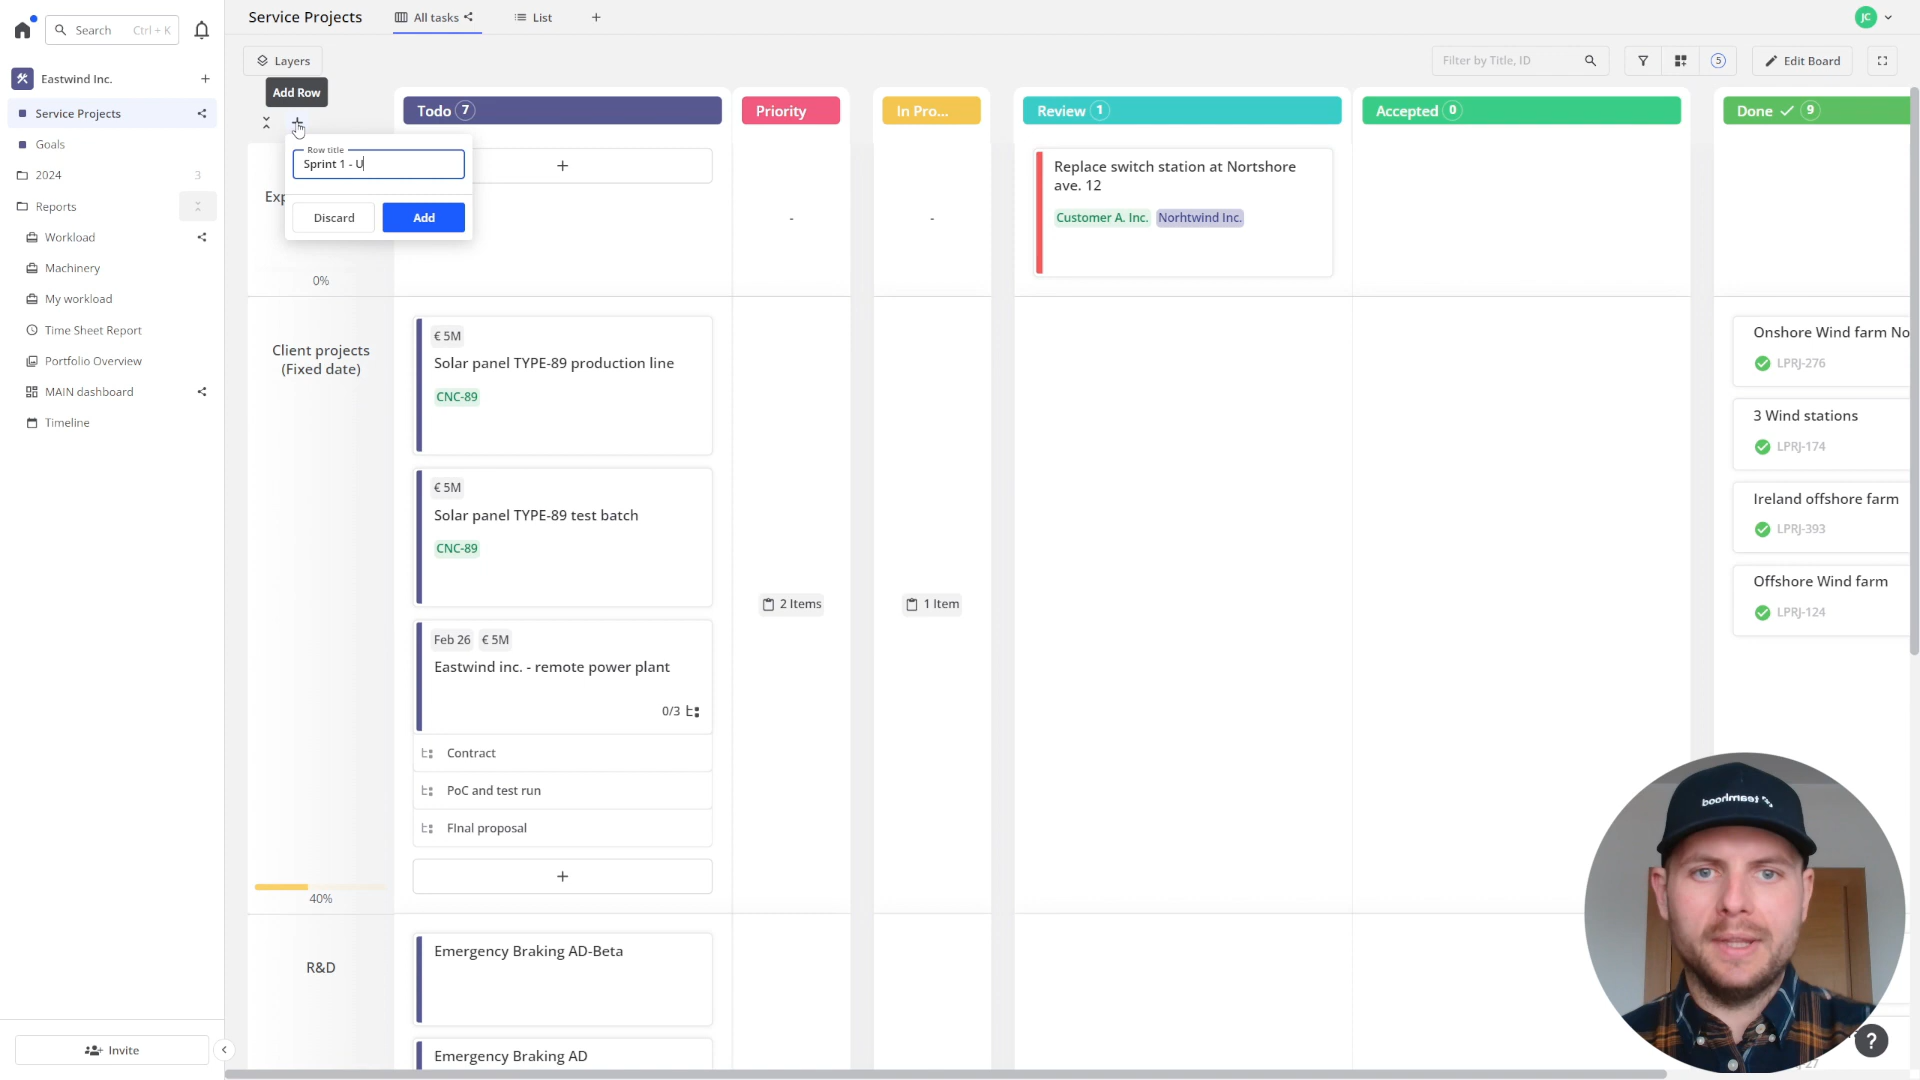 Search
Ctrl + K
Service Projects
All tasks
List
+
JC
Eastwind Inc.
+
Layers
Filter by Title, ID
5
Edit Board
Add Row
Service Projects
Goals
2024
3
Reports
Workload
Machinery
My workload
Time Sheet Report
Portfolio Overview
MAIN dashboard
Timeline
Invite
Todo 7
Priority
In Pro...
Review 1
Accepted 0
Done 9
Row title
Sprint 1 - U
Discard
Add
Exp
0%
+
-
-
Replace switch station at Nortshore
ave. 12
Customer A. Inc.
Norhtwind Inc.
Client projects
(Fixed date)
40%
€ 5M
Solar panel TYPE-89 production line
CNC-89
€ 5M
Solar panel TYPE-89 test batch
CNC-89
Feb 26
€ 5M
Eastwind inc. - remote power plant
0/3
Contract
PoC and test run
FInal proposal
+
2 Items
1 Item
Onshore Wind farm No
LPRJ-276
3 Wind stations
LPRJ-174
Ireland offshore farm
LPRJ-393
Offshore Wind farm
LPRJ-124
R&D
Emergency Braking AD-Beta
Emergency Braking AD
teamhood
?
27